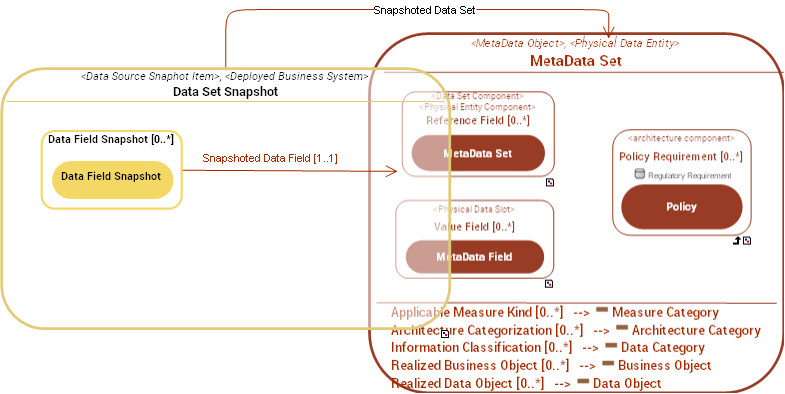 Snapshoted Data Set
<MetaData Object>, <Physical Data Entity>
MetaData Set
<Data Source Snaphot Item>, <Deployed Business System>
Data Set Snapshot
<Data Set Component>
<Physical Entity Component>
Reference Field [0..*]
MetaData Set
Data Field Snapshot [0..*]
Data Field Snapshot
Snapshoted Data Field [1..1]
<architecture component>
Policy Requirement [0..*]
Regulatory Requirement
Policy
<Physical Data Slot>
Value Field [0..*]
MetaData Field
Applicable Measure Kind [0..*] --> Measure Category
Architecture Categorization [0..*] --> Architecture Category
Information Classification [0..*] --> Data Category
Realized Business Object [0..*] --> Business Object
Realized Data Object [0..*] --> Data Object